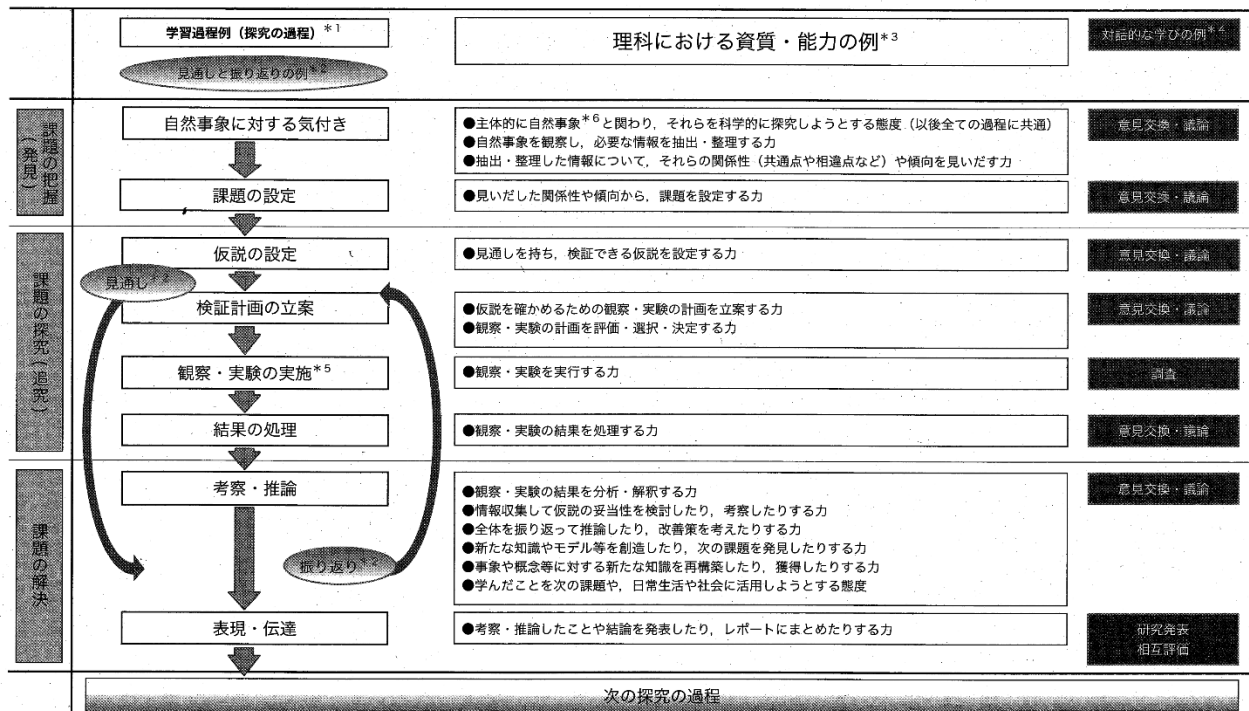 学習過程例（探究の過程）＊1
見通しと振り返りの例＊2
理科における資質・能力の例＊3
対話的な学びの例＊4
課題の把握（発見）
自然事象に対する気付き
●主体的に自然事象＊6と関わり，それらを科学的に探究しようとする態度（以後全ての過程に共通）
●自然事象を観察し，必要な情報を抽出・整理する力
●抽出・整理した情報について，それらの関係性（共通点や相違点など）や傾向を見いだす力
意見交換・議論
課題の設定
●見いだした関係性や傾向から，課題を設定する力
意見交換・議論
課題の探究（追究）
仮説の設定
●見通しを持ち，検証できる仮説を設定する力
意見交換・議論
見通し＊2
検証計画の立案
●仮説を確かめるための観察・実験の計画を立案する力
●観察・実験の計画を評価・選択・決定する力
意見交換・議論
観察・実験の実施＊5
●観察・実験を実行する力
調査
結果の処理
●観察・実験の結果を処理する力
意見交換・議論
課題の解決
考察・推論
●観察・実験の結果を分析・解釈する力
●情報収集して仮説の妥当性を検討したり，考察したりする力
●全体を振り返って推論したり，改善策を考えたりする力
●新たな知識やモデル等を創造したり，次の課題を発見したりする力
●事象や概念等に対する新たな知識を再構築したり，獲得したりする力
●学んだことを次の課題や，日常生活や社会に活用しようとする態度
意見交換・議論
振り返り＊2
表現・伝達
●考察・推論したことや結論を発表したり，レポートにまとめたりする力
研究発表
相互評価
次の探究の過程